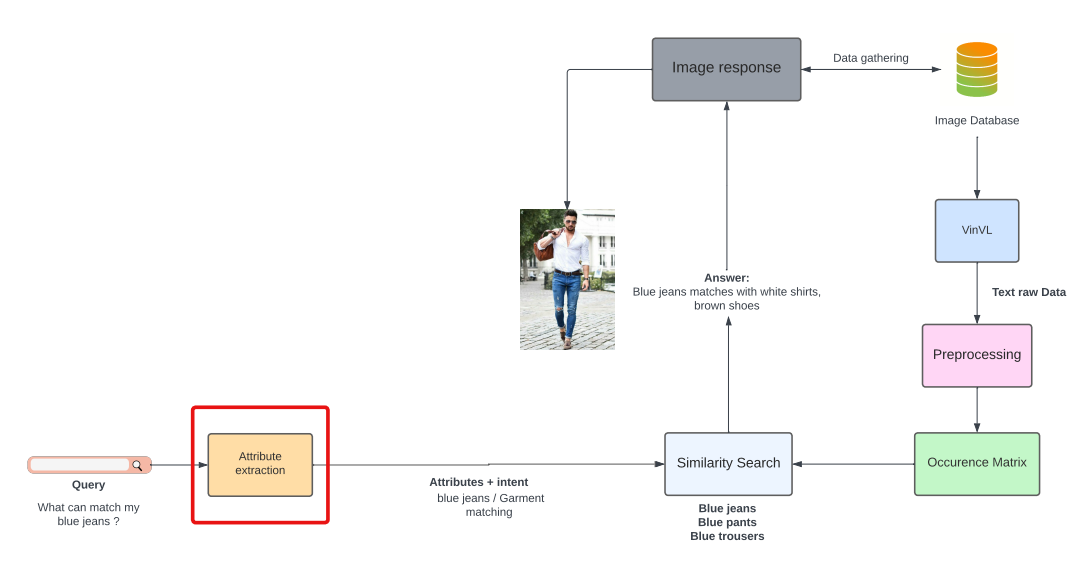 Image response
Data gathering
Image Database
VinVL
Text raw Data
Answer:
Blue jeans matches with white shirts,
brown shoes
Preprocessing
Query
What can match my
blue jeans ?
Attribute
extraction
Attributes + intent
blue jeans / Garment
matching
Similarity Search
Blue jeans
Blue pants
Blue trousers
Occurence Matrix